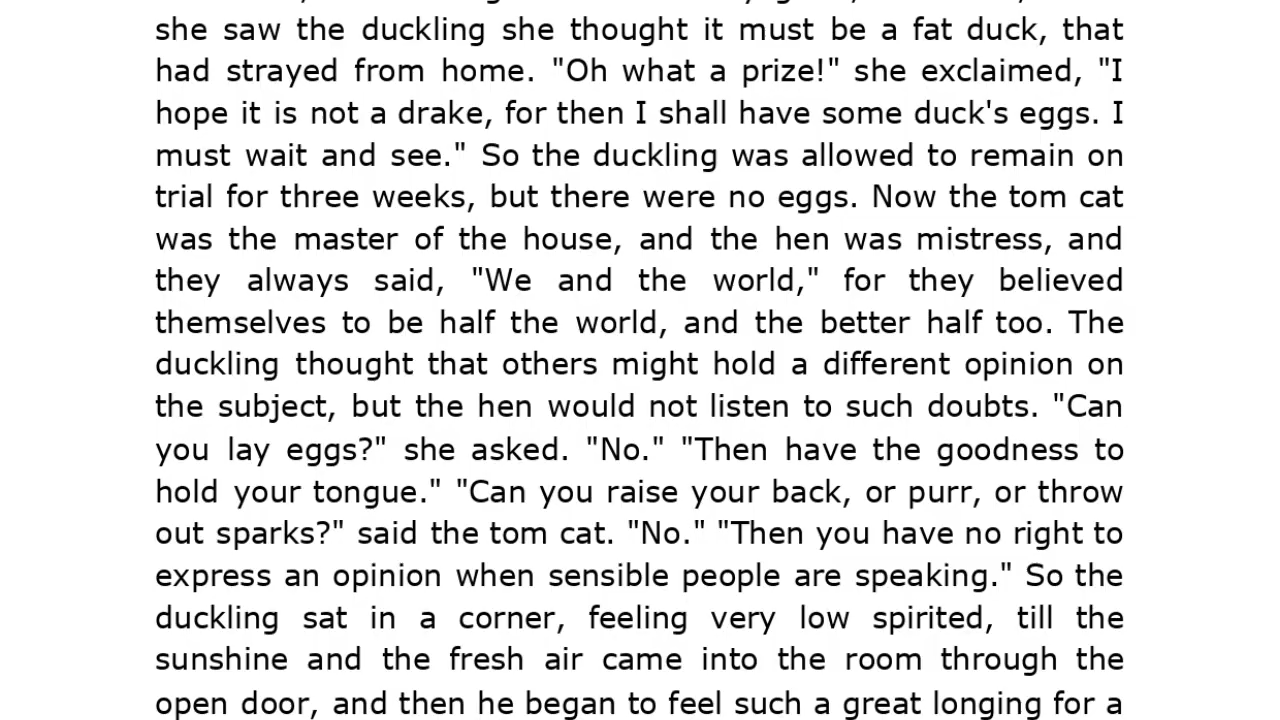 she saw the duckling she thought it must be a fat duck, that
had strayed from home. "Oh what a prize!" she exclaimed, "I
hope it is not a drake, for then I shall have some duck's eggs. I
must wait and see." So the duckling was allowed to remain on
trial for three weeks, but there were no eggs. Now the tom cat
was the master of the house, and the hen was mistress, and
they always said, "We and the world," for they believed
themselves to be half the world, and the better half too. The
duckling thought that others might hold a different opinion on
the subject, but the hen would not listen to such doubts. "Can
you lay eggs?" she asked. "No." "Then have the goodness to
hold your tongue." "Can you raise your back, or purr, or throw
out sparks?" said the tom cat. "No." "Then you have no right to
express an opinion when sensible people are speaking." So the
duckling sat in a corner, feeling very low spirited, till the
sunshine and the fresh air came into the room through the
open door, and then he began to feel such a great longing for a